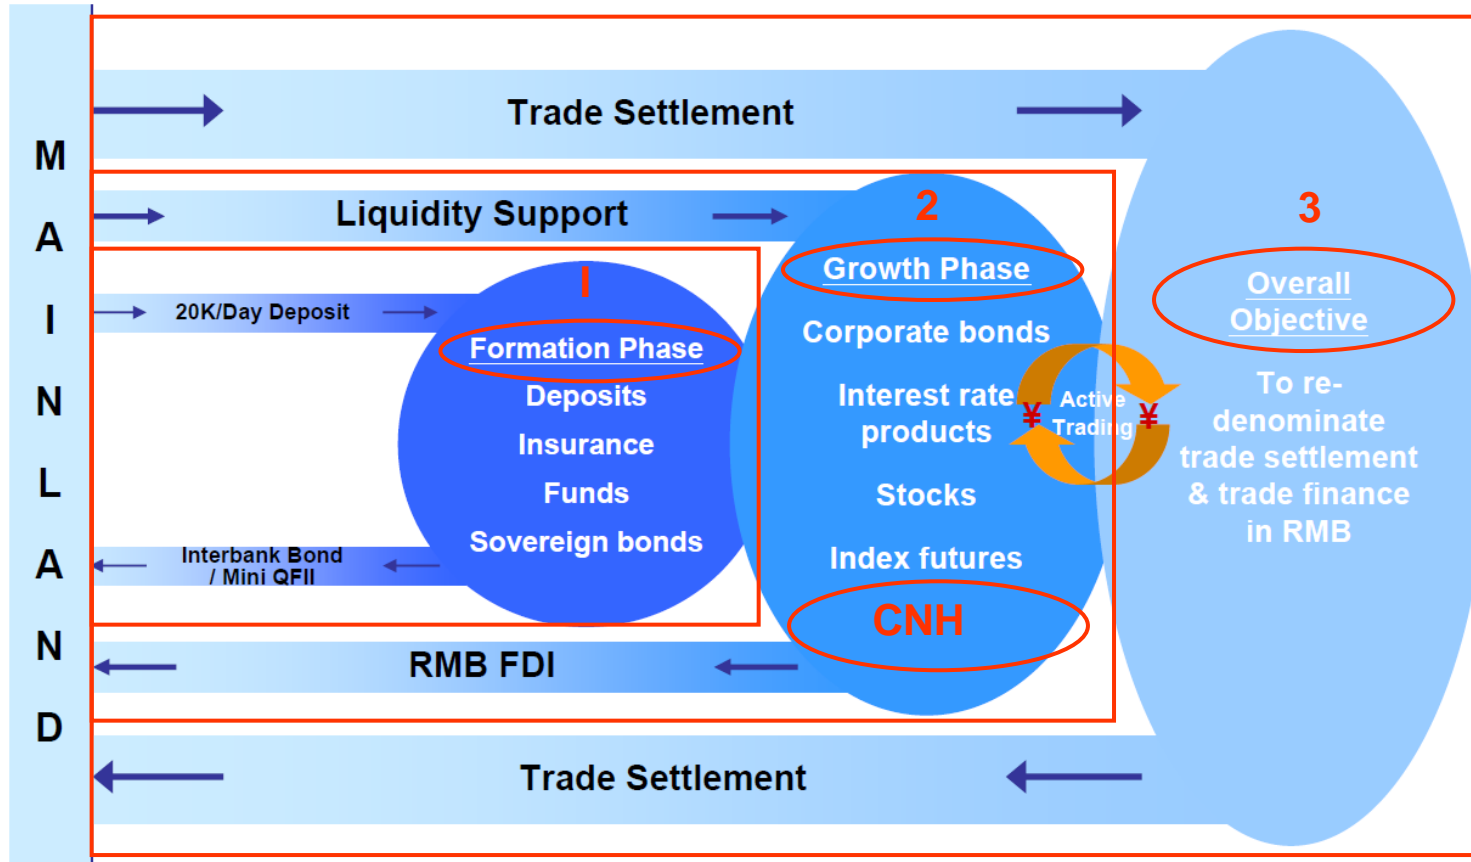 MAINLAND
Trade Settlement
Liquidity Support
20K/Day Deposit
1
Formation Phase
Deposits
Insurance
Funds
Sovereign bonds
Interbank Bond
/ Mini QFII
RMB FDI
Trade Settlement
2
Growth Phase
Corporate bonds
Interest rate
products
Stocks
Index futures
CNH
¥
Active
Trading
¥
3
Overall
Objective
To re-
denominate
trade settlement
& trade finance
in RMB